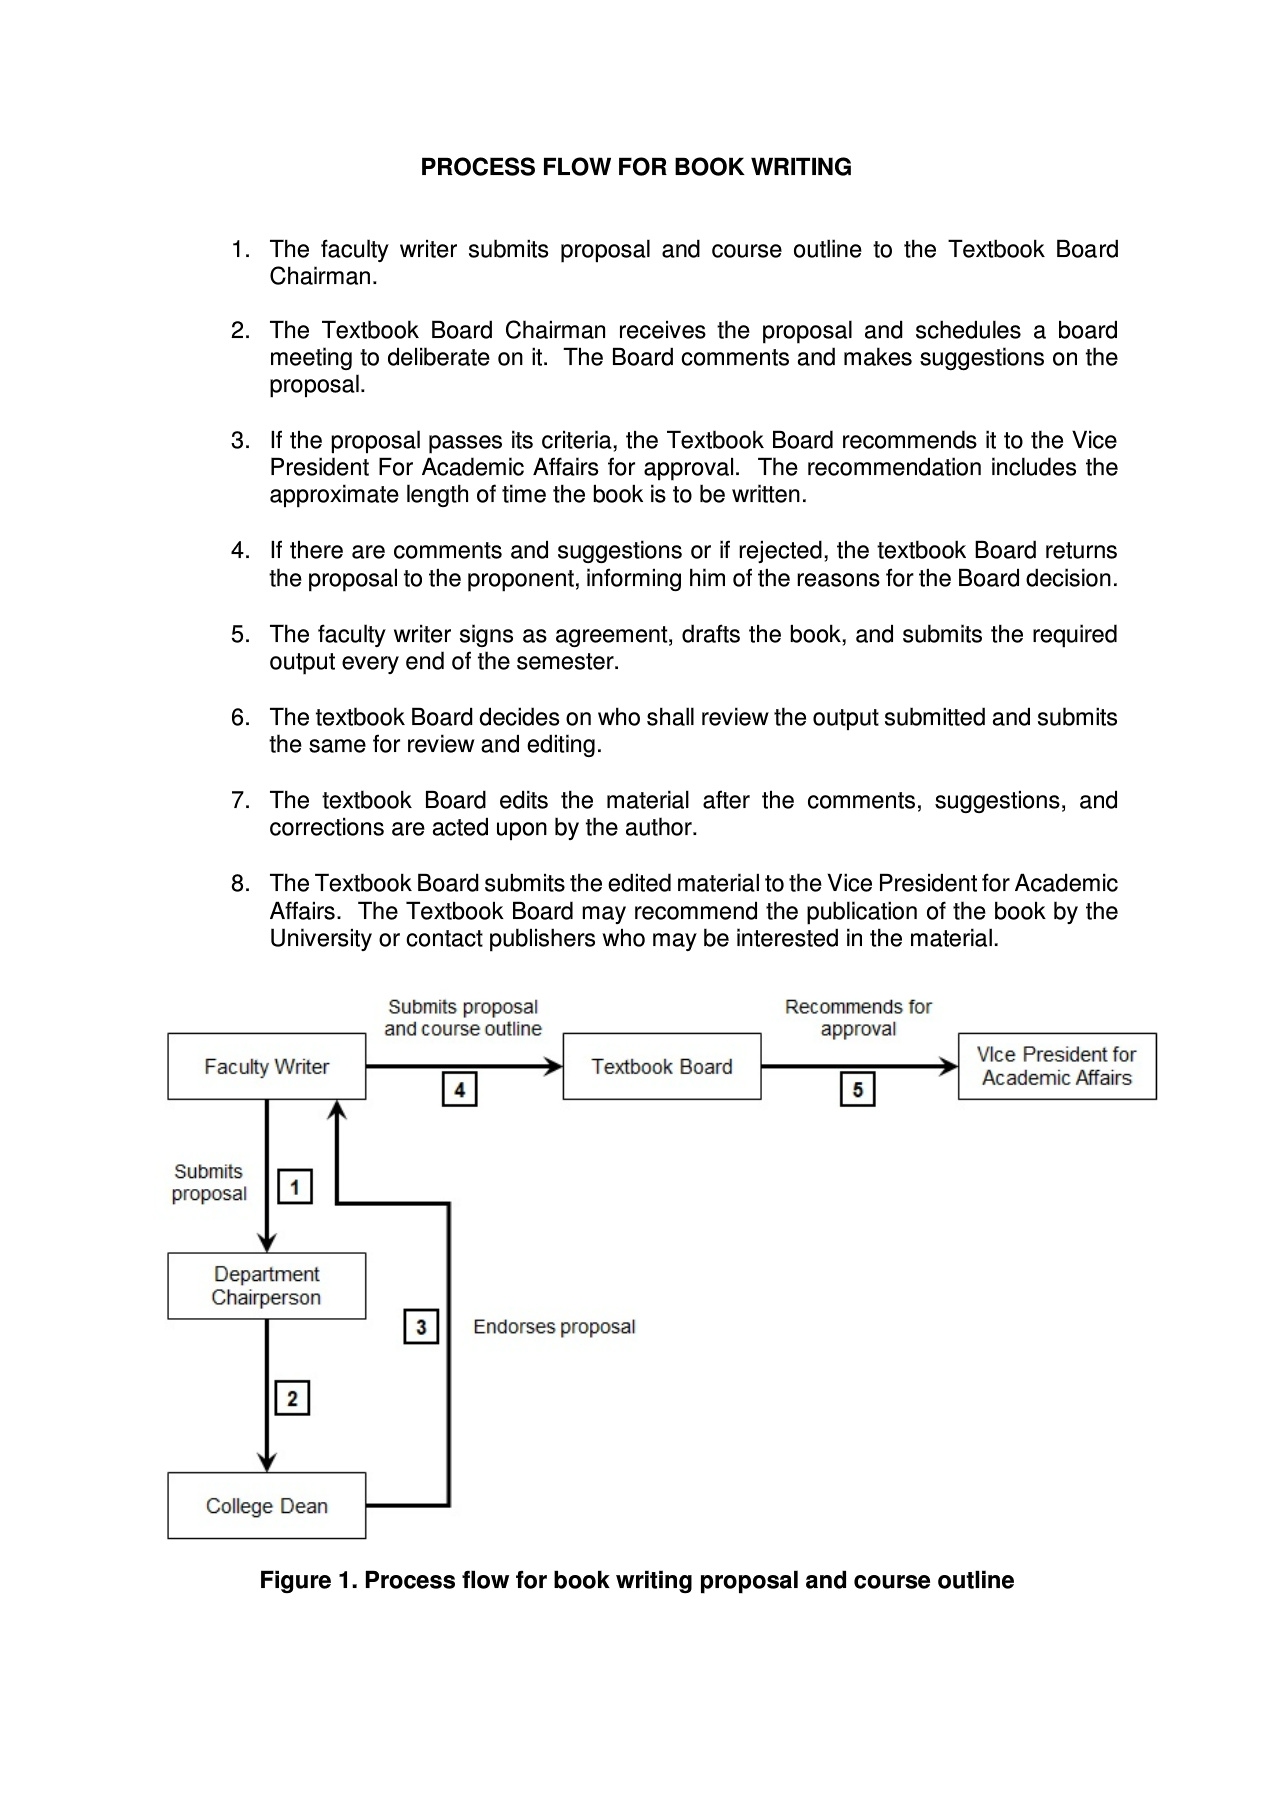 PROCESS FLOW FOR BOOK WRITING
1. The faculty writer submits proposal and course outline to the Textbook Board
Chairman.
2. The Textbook Board Chairman receives the proposal and schedules a board
meeting to deliberate on it. The Board comments and makes suggestions on the
proposal.
3. If the proposal passes its criteria, the Textbook Board recommends it to the Vice
President For Academic Affairs for approval. The recommendation includes the
approximate length of time the book is to be written.
4. If there are comments and suggestions or if rejected, the textbook Board returns
the proposal to the proponent, informing him of the reasons for the Board decision.
5. The faculty writer signs as agreement, drafts the book, and submits the required
output every end of the semester.
6. The textbook Board decides on who shall review the output submitted and submits
the same for review and editing.
7. The textbook Board edits the material after the comments, suggestions, and
corrections are acted upon by the author.
8. The Textbook Board submits the edited material to the Vice President for Academic
Affairs. The Textbook Board may recommend the publication of the book by the
University or contact publishers who may be interested in the material.
Submits proposal
and course outline
Recommends for
approval
Faculty Writer
Textbook Board
VIce President for
Academic Affairs
4
5
Submits
proposal
1
Department
Chairperson
3
Endorses proposal
2
College Dean
Figure 1. Process flow for book writing proposal and course outline